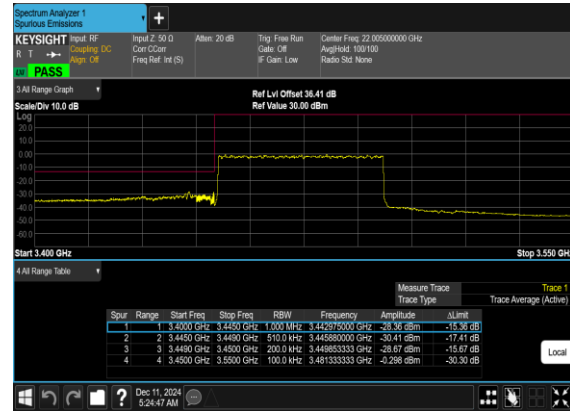 Spectrum Analyzer 1
Spurious Emissions
+
KEYSIGHT Input: RF Input Z: 50 Ω Atten: 20 dB Trig: Free Run Center Freq: 22.005000000 GHz
R T Coupling: DC Corr CCorr Gate: Off Avg|Hold: 100/100
Align: Off Freq Ref: Int (S) IF Gain: Low Radio Std: None
PASS
3 All Range Graph Ref Lvl Offset 36.41 dB
Scale/Div 10.0 dB Ref Value 30.00 dBm
Log
20.0
10.0
0.00
-10.0
-20.0
-30.0
-40.0
-50.0
-60.0
Start 3.400 GHz Stop 3.550 GHz
4 All Range Table
Measure Trace Trace 1
Trace Type Trace Average (Active)
Spur Range Start Freq Stop Freq RBW Frequency Amplitude ΔLimit
1 1 3.4000 GHz 3.4450 GHz 1.000 MHz 3.442975000 GHz -28.36 dBm -15.36 dB
2 2 3.4450 GHz 3.4490 GHz 510.0 kHz 3.445880000 GHz -30.41 dBm -17.41 dB
3 3 3.4490 GHz 3.4500 GHz 200.0 kHz 3.449853333 GHz -28.67 dBm -15.67 dB
4 4 3.4500 GHz 3.5500 GHz 100.0 kHz 3.481333333 GHz -0.298 dBm -30.30 dB
Local
? Dec 11, 2024
5:24:47 AM